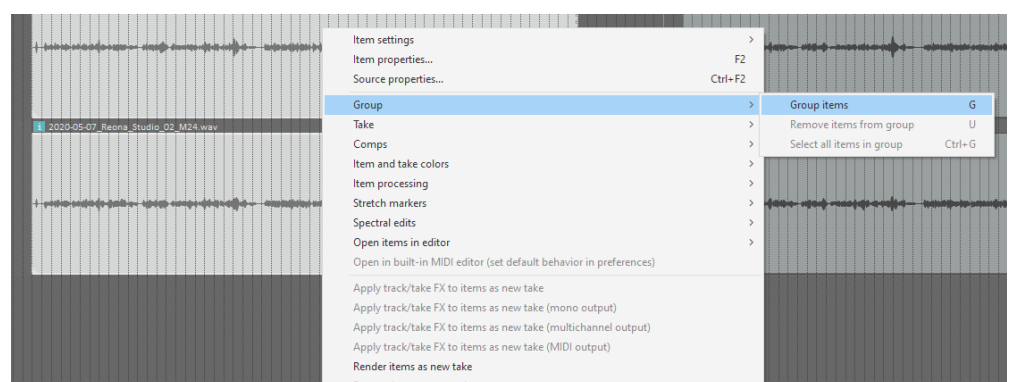 Item settings >
Item properties... F2
Source properties... Ctrl+F2
Group >
Group items G
Take >
Remove items from group U
i 2020-05-07_Reona_Studio_02_M24.wav
Comps >
Select all items in group Ctrl+G
Item and take colors >
Item processing >
Stretch markers >
Spectral edits >
Open items in editor >
Open in built-in MIDI editor (set default behavior in preferences)
Apply track/take FX to items as new take
Apply track/take FX to items as new take (mono output)
Apply track/take FX to items as new take (multichannel output)
Apply track/take FX to items as new take (MIDI output)
Render items as new take